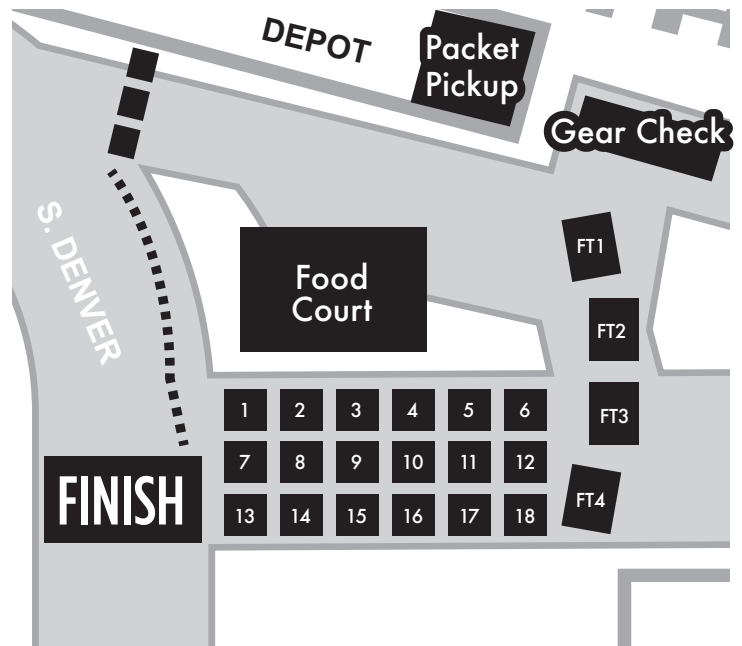 DEPOT
Packet
Pickup
Gear Check
S. DENVER
FT1
Food
Court
FT2
1 2 3 4 5 6
FT3
7 8 9 10 11 12
FINISH
13 14 15 16 17 18
FT4